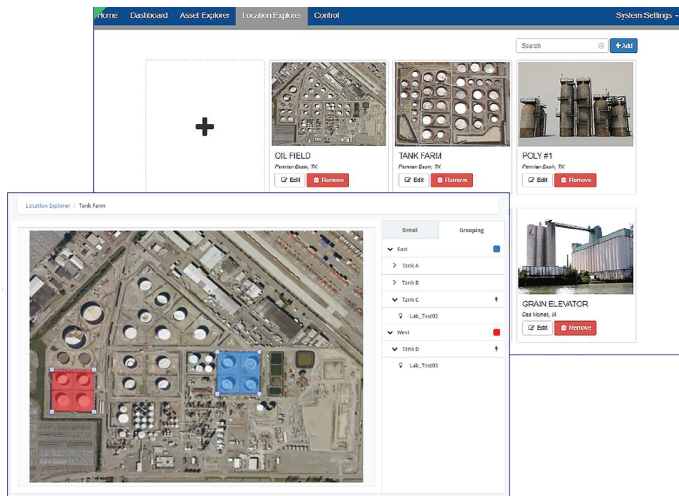 Home Dashboard Asset Explorer Location Explorer Control System Settings
Search + Add
OIL FIELD
Permian Basin, TX
Edit Remove
TANK FARM
Permian Basin, TX
Edit Remove
POLY #1
Permian Basin, TX
Edit Remove
GRAIN ELEVATOR
Des Moines, IA
Edit Remove
Location Explorer / Tank Farm
Detail Grouping
East
Tank A
Tank B
Tank C
Lab_Test02
West
Tank D
Lab_Test03